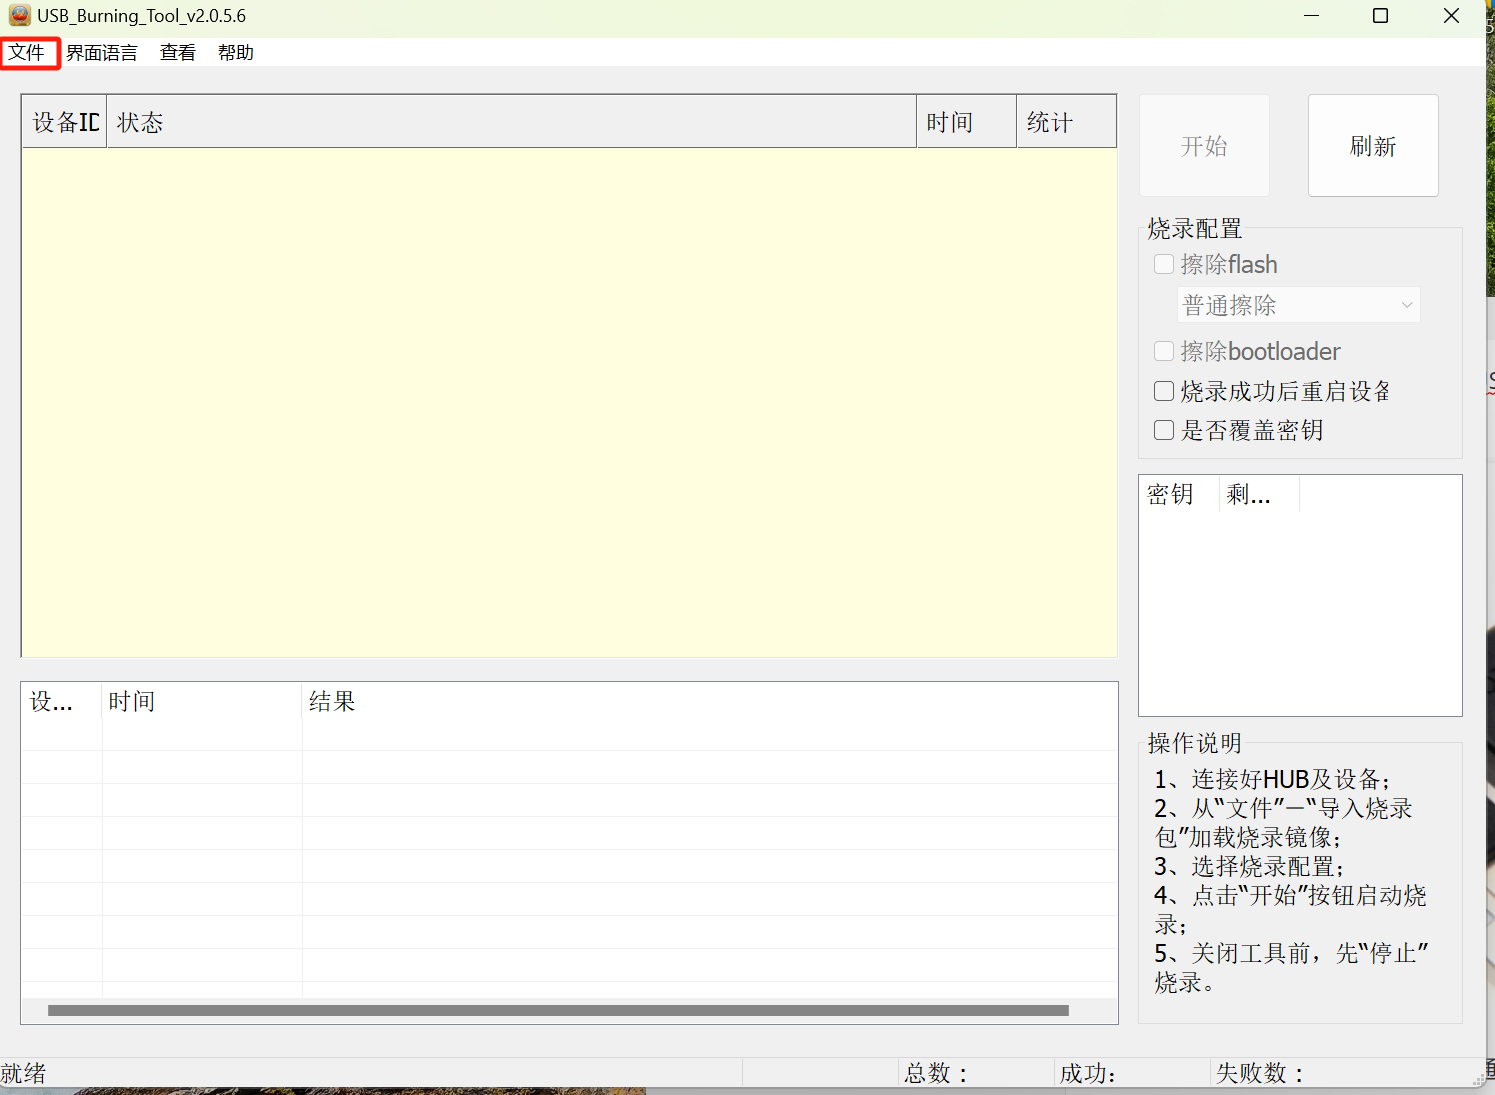 USB_Burning_Tool_v2.0.5.6
文件 界面语言 查看 帮助
设备ID 状态 时间 统计
开始 刷新
烧录配置
擦除flash
普通擦除
擦除bootloader
烧录成功后重启设备
是否覆盖密钥
密钥 剩...
设... 时间 结果
操作说明
1、连接好HUB及设备；
2、从“文件”—“导入烧录
包”加载烧录镜像；
3、选择烧录配置；
4、点击“开始”按钮启动烧
录；
5、关闭工具前，先“停止”
烧录。
就绪 总数： 成功： 失败数：